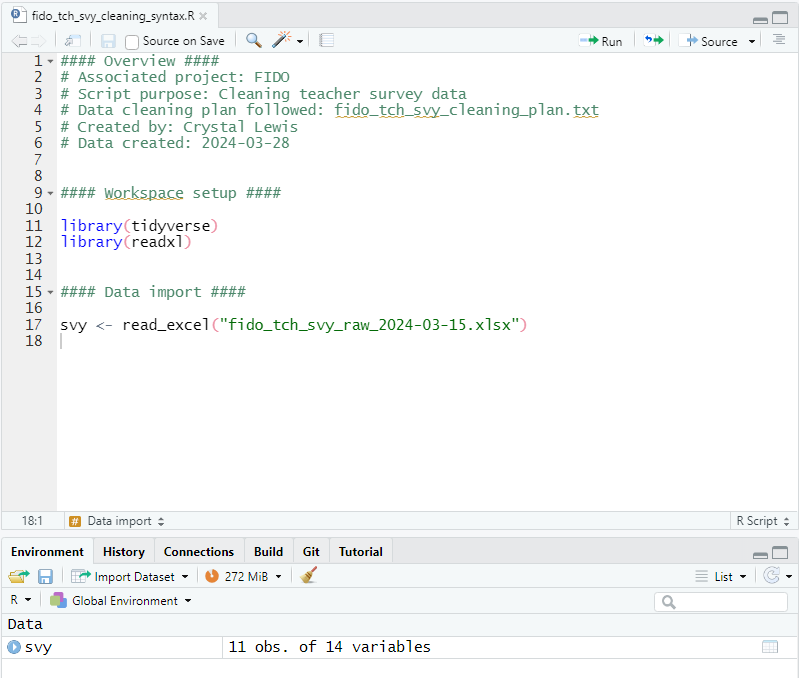 fido_tch_svy_cleaning_syntax.R
Source on Save
Run
Source
1 #### Overview ####
2 # Associated project: FIDO
3 # Script purpose: Cleaning teacher survey data
4 # Data cleaning plan followed: fido_tch_svy_cleaning_plan.txt
5 # Created by: Crystal Lewis
6 # Data created: 2024-03-28
7
8
9 #### Workspace setup ####
10
11 library(tidyverse)
12 library(readxl)
13
14
15 #### Data import ####
16
17 svy <- read_excel("fido_tch_svy_raw_2024-03-15.xlsx")
18
18:1 # Data import R Script
Environment History Connections Build Git Tutorial
Import Dataset 272 MiB List
R Global Environment
Data
svy 11 obs. of 14 variables